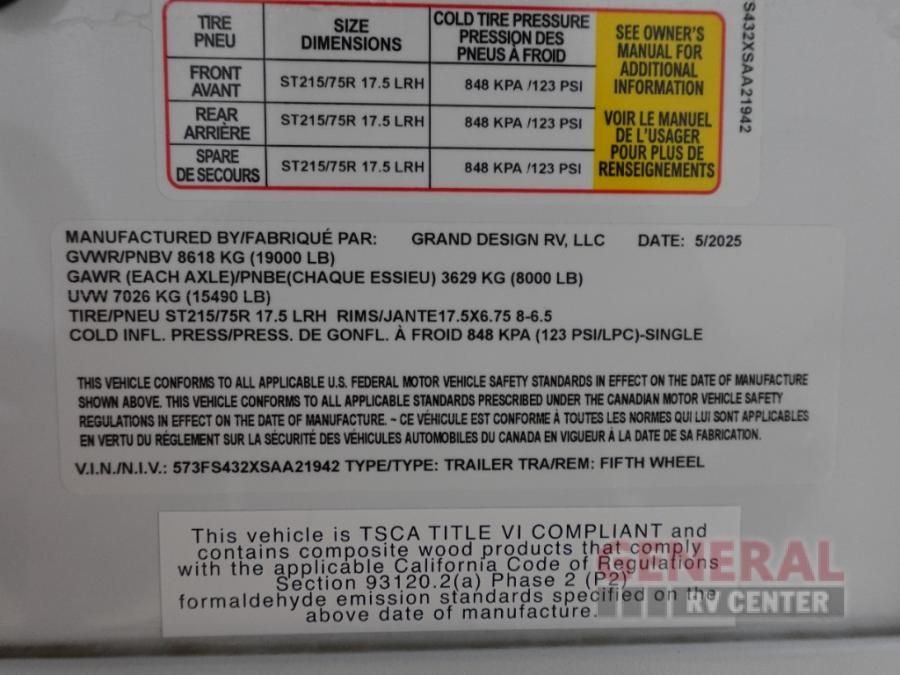 TIRE PNEU SIZE DIMENSIONS COLD TIRE PRESSURE PRESSION DES PNEUS À FROID
FRONT AVANT ST215/75R 17.5 LRH 848 KPA /123 PSI
REAR ARRIÈRE ST215/75R 17.5 LRH 848 KPA /123 PSI
SPARE DE SECOURS ST215/75R 17.5 LRH 848 KPA /123 PSI
SEE OWNER'S
MANUAL FOR
ADDITIONAL
INFORMATION
VOIR LE MANUEL
DE L'USAGER
POUR PLUS DE
RENSEIGNEMENTS
S432XSAA21942
MANUFACTURED BY/FABRIQUÉ PAR: GRAND DESIGN RV, LLC DATE: 5/2025
GVWR/PNBV 8618 KG (19000 LB)
GAWR (EACH AXLE)/PNBE(CHAQUE ESSIEU) 3629 KG (8000 LB)
UVW 7026 KG (15490 LB)
TIRE/PNEU ST215/75R 17.5 LRH RIMS/JANTE17.5X6.75 8-6.5
COLD INFL. PRESS/PRESS. DE GONFL. À FROID 848 KPA (123 PSI/LPC)-SINGLE
THIS VEHICLE CONFORMS TO ALL APPLICABLE U.S. FEDERAL MOTOR VEHICLE SAFETY STANDARDS IN EFFECT ON THE DATE OF MANUFACTURE
SHOWN ABOVE. THIS VEHICLE CONFORMS TO ALL APPLICABLE STANDARDS PRESCRIBED UNDER THE CANADIAN MOTOR VEHICLE SAFETY
REGULATIONS IN EFFECT ON THE DATE OF MANUFACTURE. ~ CE VÉHICULE EST CONFORME À TOUTES LES NORMES QUI LUI SONT APPLICABLES
EN VERTU DU RÉGLEMENT SUR LA SÉCURITÉ DES VÉHICULES AUTOMOBILES DU CANADA EN VIGUEUR À LA DATE DE SA FABRICATION.
V.I.N./N.I.V.: 573FS432XSAA21942 TYPE/TYPE: TRAILER TRA/REM: FIFTH WHEEL
This vehicle is TSCA TITLE VI COMPLIANT and
contains composite wood products that comply
with the applicable California Code of Regulations
Section 93120.2(a) Phase 2 (P2)
formaldehyde emission standards specified on the
above date of manufacture.
GENERAL
RV CENTER